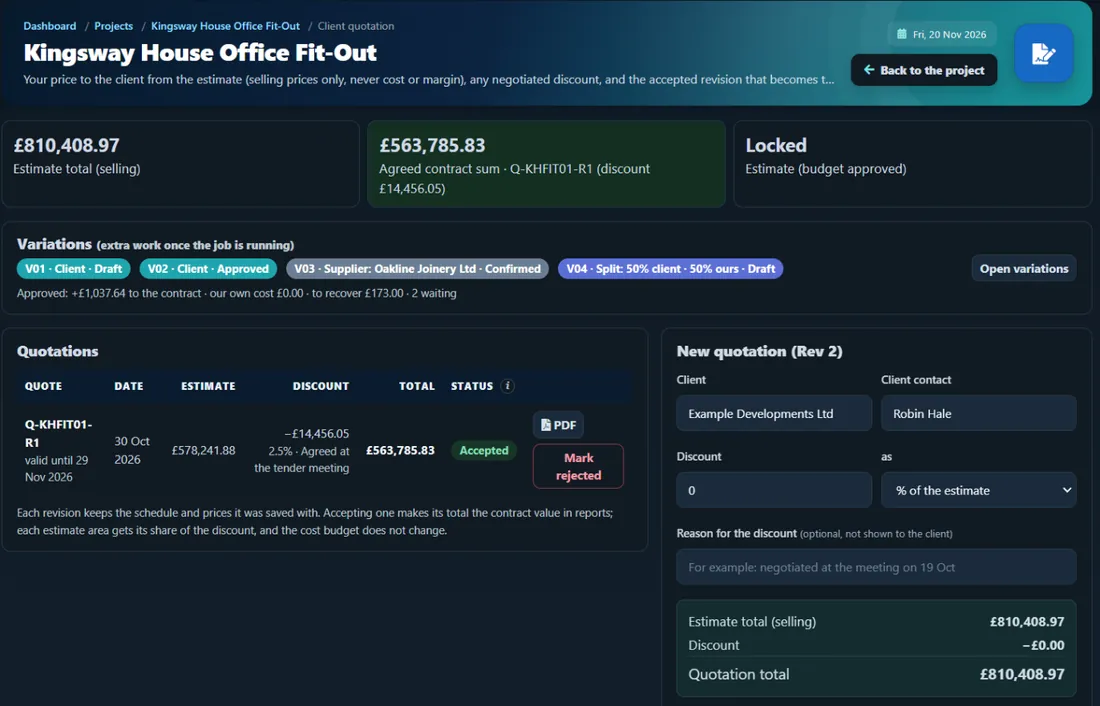 Dashboard / Projects / Kingsway House Office Fit-Out / Client quotation
Kingsway House Office Fit-Out
Your price to the client from the estimate (selling prices only, never cost or margin), any negotiated discount, and the accepted revision that becomes t...
Fri, 20 Nov 2026
Back to the project
£810,408.97
Estimate total (selling)
£563,785.83
Agreed contract sum · Q-KHFIT01-R1 (discount
£14,456.05)
Locked
Estimate (budget approved)
Variations (extra work once the job is running)
V01 · Client · Draft
V02 · Client · Approved
V03 · Supplier: Oakline Joinery Ltd · Confirmed
V04 · Split: 50% client · 50% ours · Draft
Open variations
Approved: +£1,037.64 to the contract · our own cost £0.00 · to recover £173.00 · 2 waiting
Quotations
QUOTE DATE ESTIMATE DISCOUNT TOTAL STATUS i
Q-KHFIT01-
R1
valid until 29
Nov 2026
30 Oct
2026
£578,241.88
−£14,456.05
2.5% · Agreed at
the tender meeting
£563,785.83
Accepted
PDF
Mark
rejected
Each revision keeps the schedule and prices it was saved with. Accepting one makes its total the contract value in reports;
each estimate area gets its share of the discount, and the cost budget does not change.
New quotation (Rev 2)
Client
Example Developments Ltd
Client contact
Robin Hale
Discount
0
as
% of the estimate
Reason for the discount (optional, not shown to the client)
For example: negotiated at the meeting on 19 Oct
Estimate total (selling) £810,408.97
Discount −£0.00
Quotation total £810,408.97